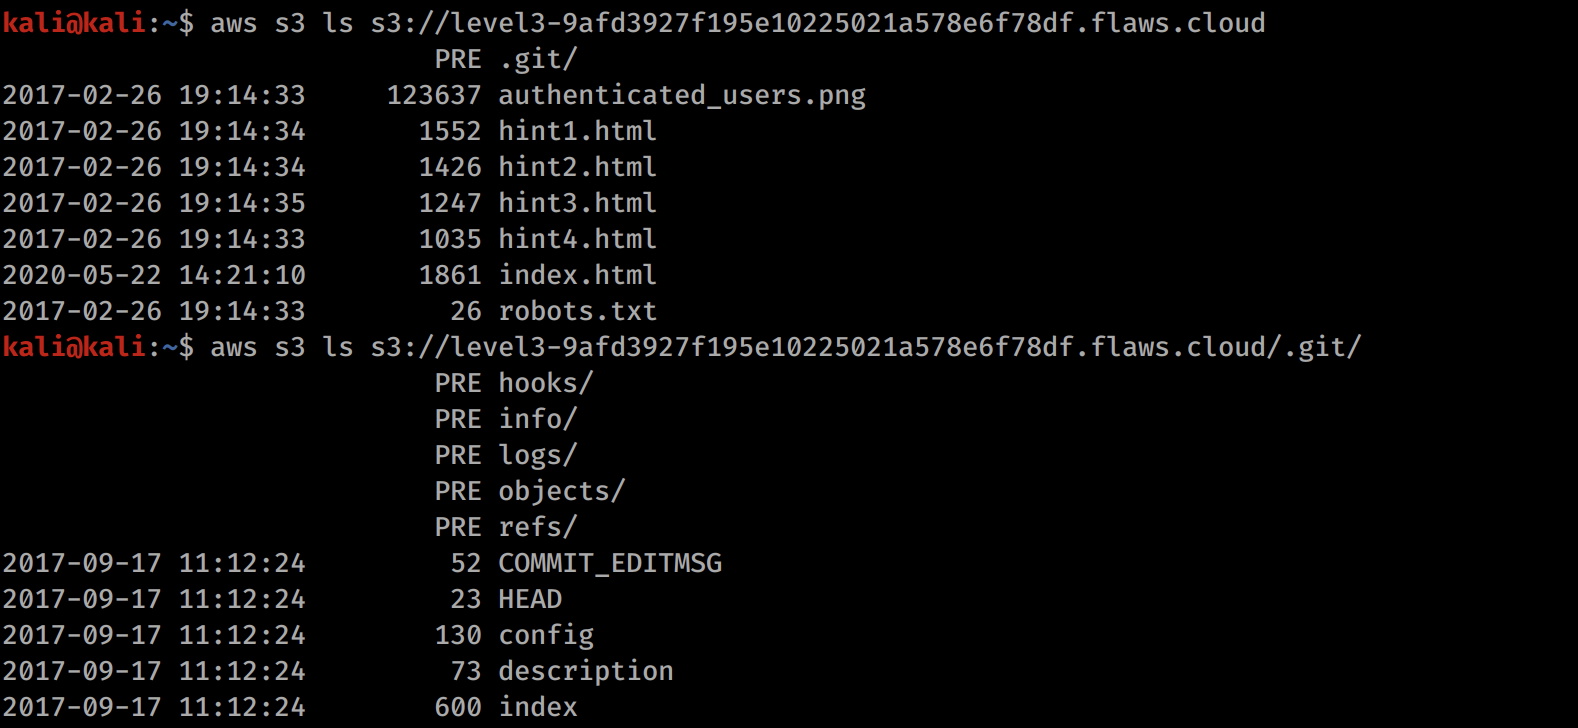 kali@kali:~$ aws s3 ls s3://level3-9afd3927f195e10225021a578e6f78df.flaws.cloud
PRE .git/
2017-02-26 19:14:33 123637 authenticated_users.png
2017-02-26 19:14:34 1552 hint1.html
2017-02-26 19:14:34 1426 hint2.html
2017-02-26 19:14:35 1247 hint3.html
2017-02-26 19:14:33 1035 hint4.html
2020-05-22 14:21:10 1861 index.html
2017-02-26 19:14:33 26 robots.txt
kali@kali:~$ aws s3 ls s3://level3-9afd3927f195e10225021a578e6f78df.flaws.cloud/.git/
PRE hooks/
PRE info/
PRE logs/
PRE objects/
PRE refs/
2017-09-17 11:12:24 52 COMMIT_EDITMSG
2017-09-17 11:12:24 23 HEAD
2017-09-17 11:12:24 130 config
2017-09-17 11:12:24 73 description
2017-09-17 11:12:24 600 index